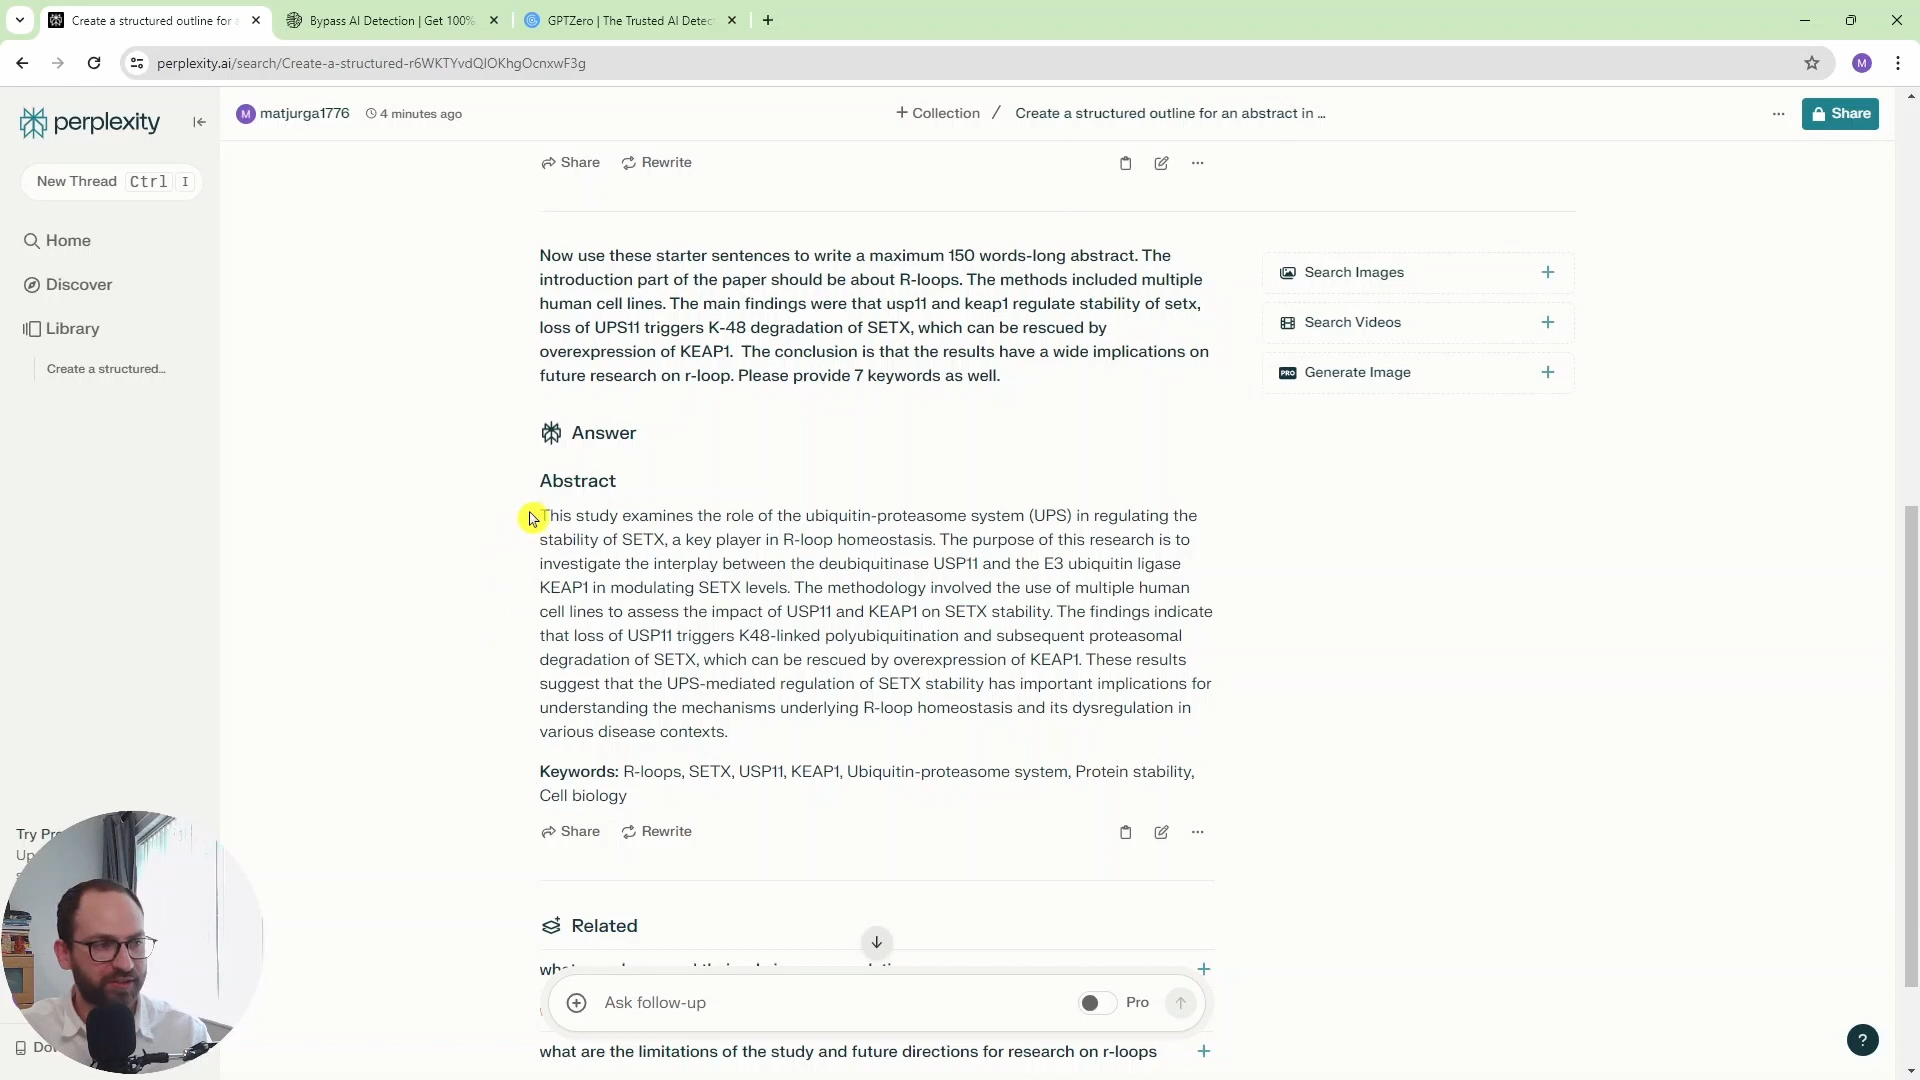 Create a structured outline for a
Bypass AI Detection | Get 100%
GPTZero | The Trusted AI Detec
perplexity.ai/search/Create-a-structured-r6WKTYvdQlOKhgOcnxwF3g
M
perplexity
New Thread Ctrl I
Home
Discover
Library
Create a structured...
Try Pr
Up
Do
M matjurga1776 4 minutes ago
+ Collection / Create a structured outline for an abstract in ...
Share
Share Rewrite
Now use these starter sentences to write a maximum 150 words-long abstract. The
introduction part of the paper should be about R-loops. The methods included multiple
human cell lines. The main findings were that usp11 and keap1 regulate stability of setx,
loss of UPS11 triggers K-48 degradation of SETX, which can be rescued by
overexpression of KEAP1. The conclusion is that the results have a wide implications on
future research on r-loop. Please provide 7 keywords as well.
Search Images
Search Videos
PRO Generate Image
Answer
Abstract
This study examines the role of the ubiquitin-proteasome system (UPS) in regulating the
stability of SETX, a key player in R-loop homeostasis. The purpose of this research is to
investigate the interplay between the deubiquitinase USP11 and the E3 ubiquitin ligase
KEAP1 in modulating SETX levels. The methodology involved the use of multiple human
cell lines to assess the impact of USP11 and KEAP1 on SETX stability. The findings indicate
that loss of USP11 triggers K48-linked polyubiquitination and subsequent proteasomal
degradation of SETX, which can be rescued by overexpression of KEAP1. These results
suggest that the UPS-mediated regulation of SETX stability has important implications for
understanding the mechanisms underlying R-loop homeostasis and its dysregulation in
various disease contexts.
Keywords: R-loops, SETX, USP11, KEAP1, Ubiquitin-proteasome system, Protein stability,
Cell biology
Share Rewrite
Related
Ask follow-up
Pro
what are the limitations of the study and future directions for research on r-loops
?